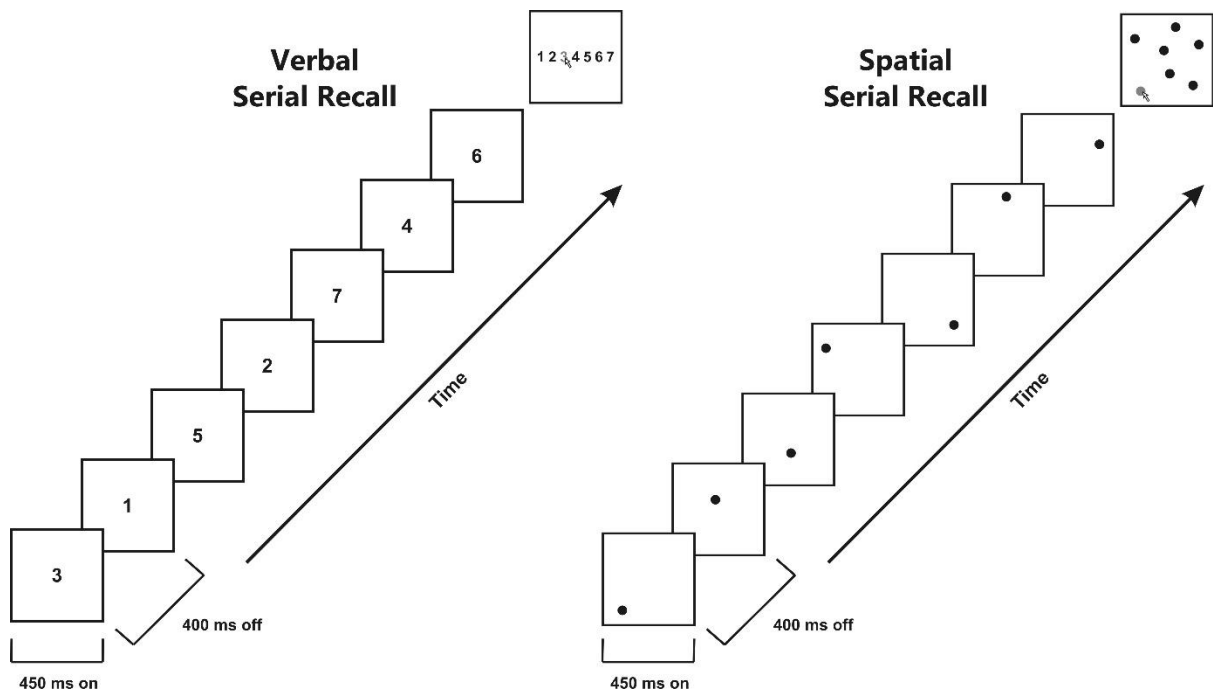 Verbal
Serial Recall
1 2 3 4 5 6 7
6
4
7
2
5
1
3
Time
400 ms off
450 ms on
Spatial
Serial Recall
Time
400 ms off
450 ms on